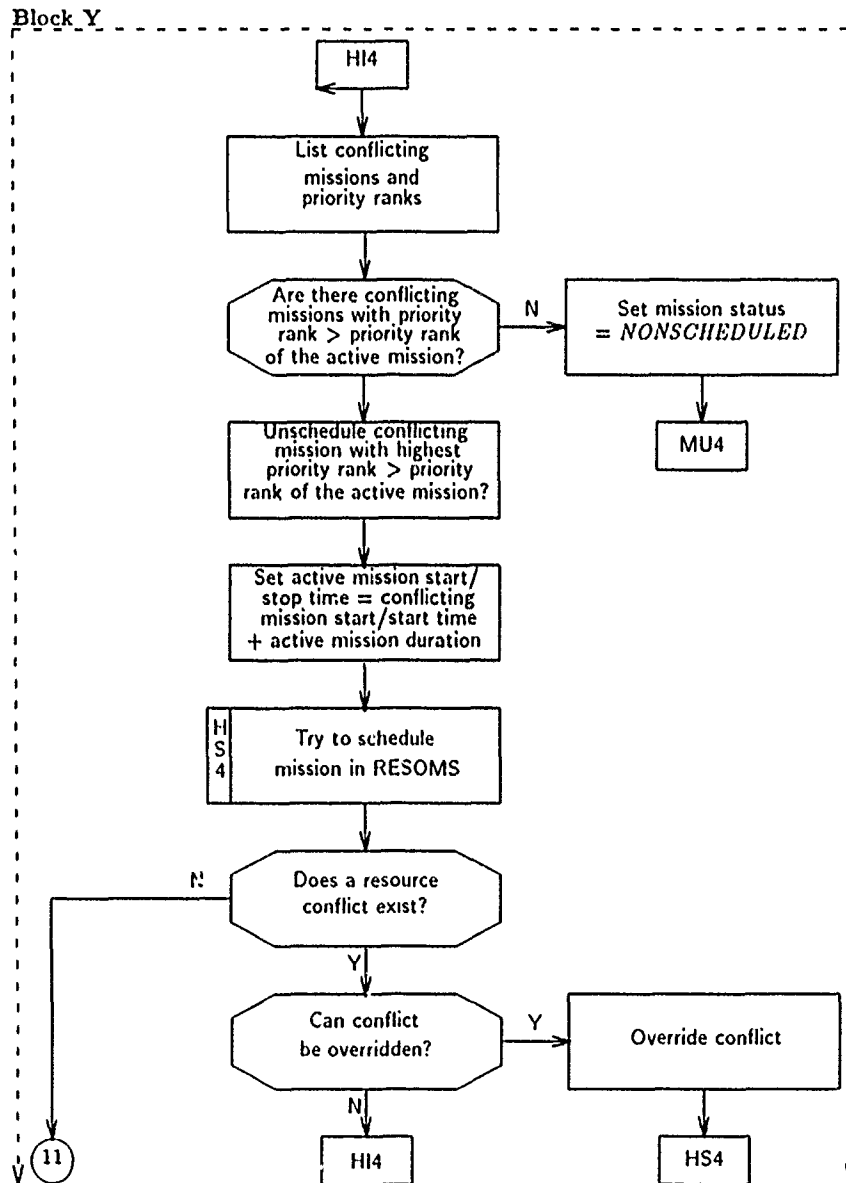 Block Y
HI4
List conflicting
missions and
priority ranks
Are there conflicting
missions with priority
rank > priority rank
of the active mission?
N
Set mission status
= NONSCHEDULED
MU4
Unschedule conflicting
mission with highest
priority rank > priority
rank of the active mission?
Set active mission start/
stop time = conflicting
mission start/start time
+ active mission duration
H
S
4
Try to schedule
mission in RESOMS
N
Does a resource
conflict exist?
Y
Can conflict
be overridden?
Y
Override conflict
N
11
HI4
HS4